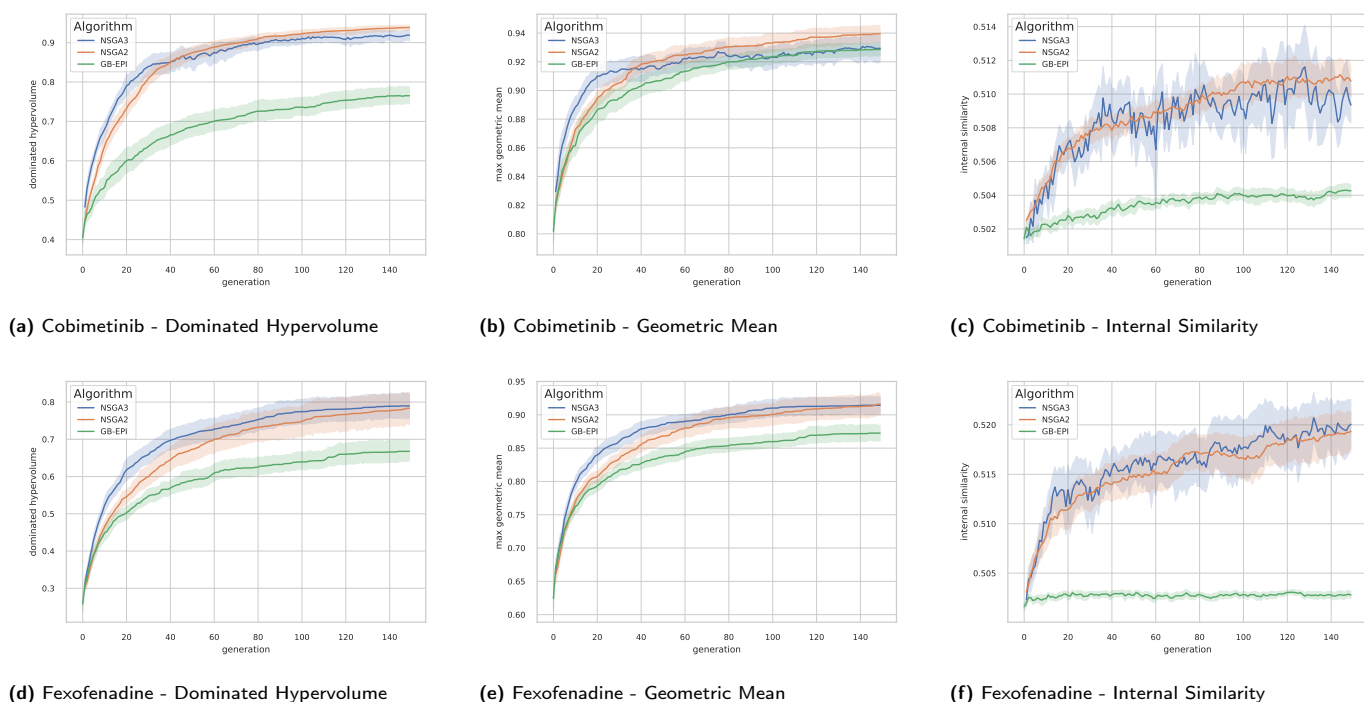 Algorithm
NSGA3
NSGA2
GB-EPI
dominated hypervolume
0.9
0.8
0.7
0.6
0.5
0.4
0 20 40 60 80 100 120 140
generation
(a) Cobimetinib - Dominated Hypervolume
Algorithm
NSGA3
NSGA2
GB-EPI
max geometric mean
0.94
0.92
0.90
0.88
0.86
0.84
0.82
0.80
0 20 40 60 80 100 120 140
generation
(b) Cobimetinib - Geometric Mean
Algorithm
NSGA3
NSGA2
GB-EPI
internal similarity
0.514
0.512
0.510
0.508
0.506
0.504
0.502
0 20 40 60 80 100 120 140
generation
(c) Cobimetinib - Internal Similarity
Algorithm
NSGA3
NSGA2
GB-EPI
dominated hypervolume
0.8
0.7
0.6
0.5
0.4
0.3
0 20 40 60 80 100 120 140
generation
(d) Fexofenadine - Dominated Hypervolume
Algorithm
NSGA3
NSGA2
GB-EPI
max geometric mean
0.95
0.90
0.85
0.80
0.75
0.70
0.65
0.60
0 20 40 60 80 100 120 140
generation
(e) Fexofenadine - Geometric Mean
Algorithm
NSGA3
NSGA2
GB-EPI
internal similarity
0.520
0.515
0.510
0.505
0 20 40 60 80 100 120 140
generation
(f) Fexofenadine - Internal Similarity